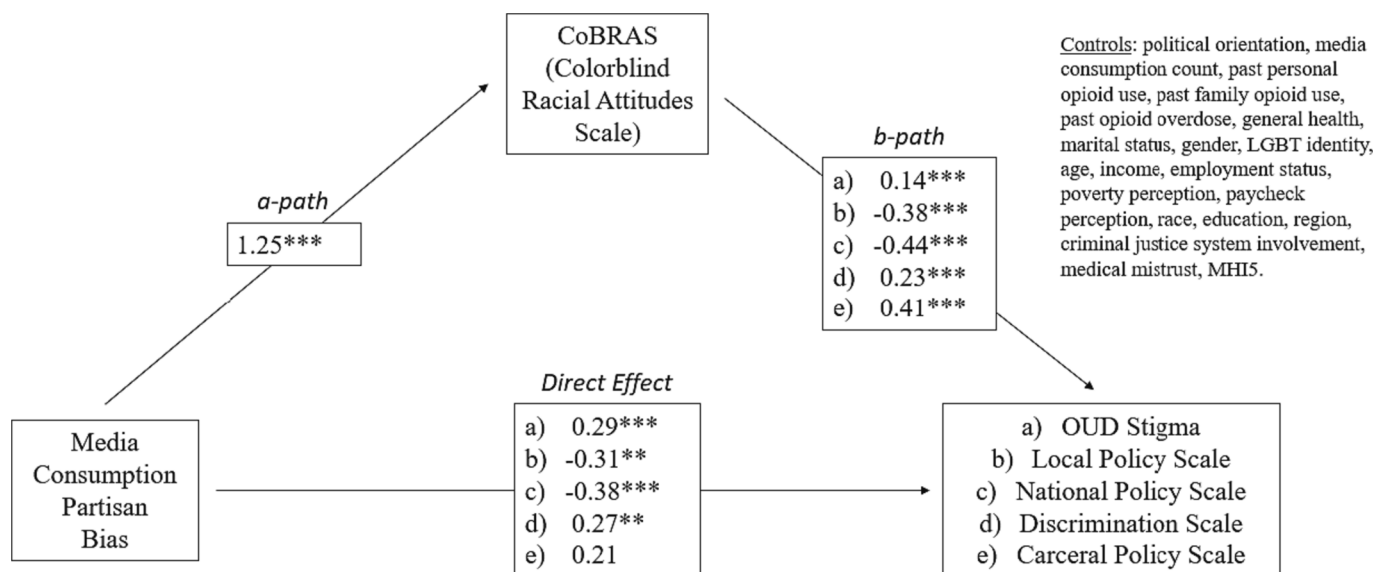 CoBRAS
(Colorblind
Racial Attitudes
Scale)
Controls: political orientation, media
consumption count, past personal
opioid use, past family opioid use,
past opioid overdose, general health,
marital status, gender, LGBT identity,
age, income, employment status,
poverty perception, paycheck
perception, race, education, region,
criminal justice system involvement,
medical mistrust, MHI5.
a-path
1.25***
b-path
a) 0.14***
b) -0.38***
c) -0.44***
d) 0.23***
e) 0.41***
Direct Effect
a) 0.29***
b) -0.31**
c) -0.38***
d) 0.27**
e) 0.21
Media
Consumption
Partisan
Bias
a) OUD Stigma
b) Local Policy Scale
c) National Policy Scale
d) Discrimination Scale
e) Carceral Policy Scale